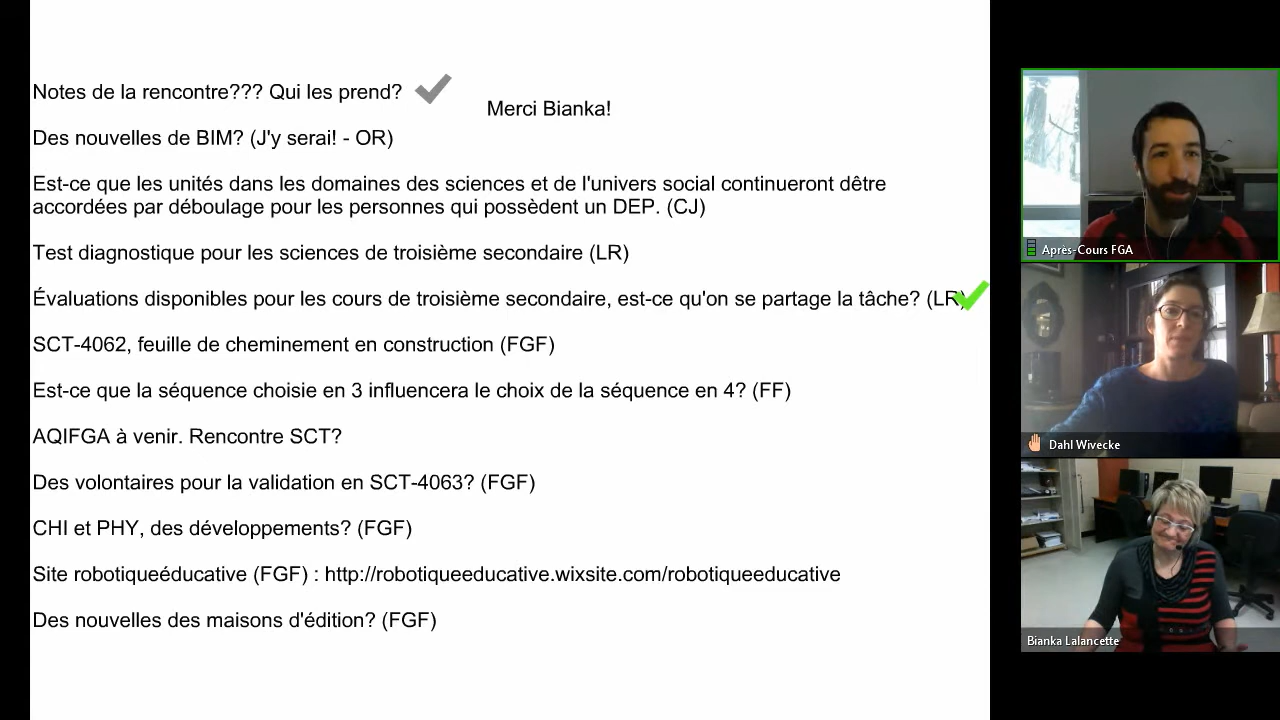 Notes de la rencontre??? Qui les prend?
Merci Bianka!
Des nouvelles de BIM? (J'y serai! - OR)
Est-ce que les unités dans les domaines des sciences et de l'univers social continueront dêtre
accordées par déboulage pour les personnes qui possèdent un DEP. (CJ)
Test diagnostique pour les sciences de troisième secondaire (LR)
Évaluations disponibles pour les cours de troisième secondaire, est-ce qu'on se partage la tâche? (LR)
SCT-4062, feuille de cheminement en construction (FGF)
Est-ce que la séquence choisie en 3 influencera le choix de la séquence en 4? (FF)
AQIFGA à venir. Rencontre SCT?
Des volontaires pour la validation en SCT-4063? (FGF)
CHI et PHY, des développements? (FGF)
Site robotiqueéducative (FGF) : http://robotiqueeducative.wixsite.com/robotiqueeducative
Des nouvelles des maisons d'édition? (FGF)
Après-Cours FGA
Dahl Wivecke
Bianka Lalancette